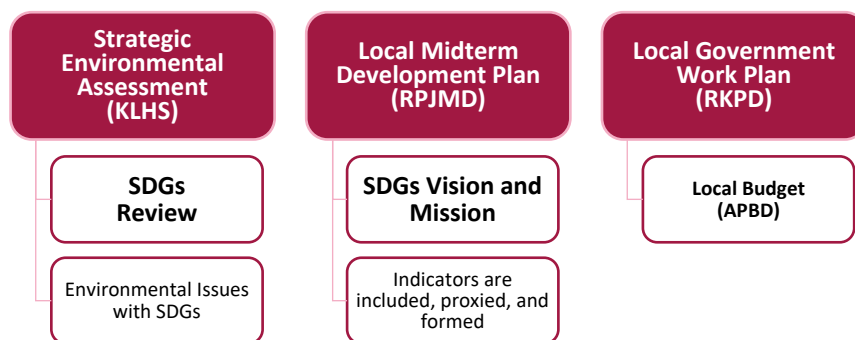 Strategic
Environmental
Assessment
(KLHS)
SDGs
Review
Environmental Issues
with SDGs
Local Midterm
Development Plan
(RPJMD)
SDGs Vision and
Mission
Indicators are
included, proxied, and
formed
Local Government
Work Plan
(RKPD)
Local Budget
(APBD)